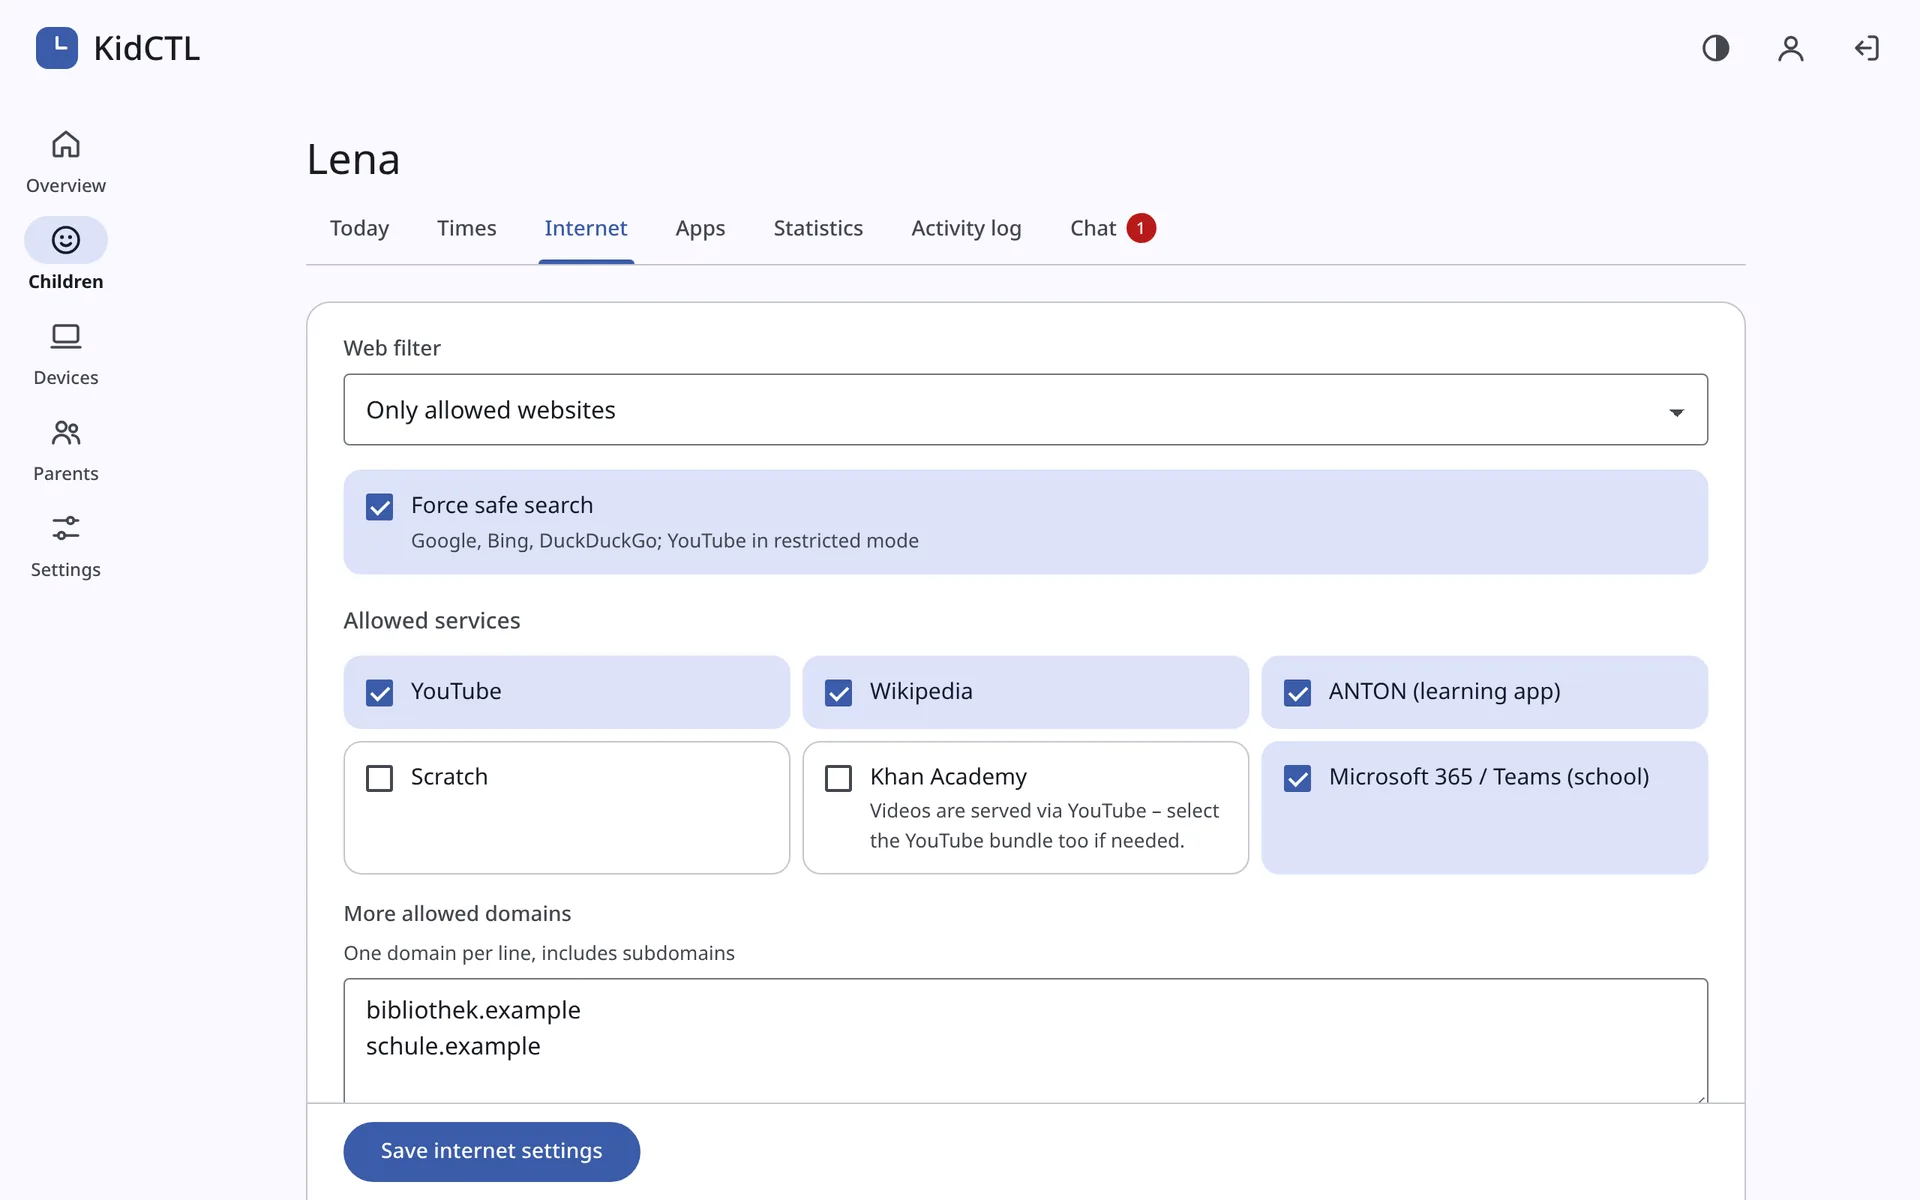 KidCTL
Overview
Children
Devices
Parents
Settings
Lena
Today
Times
Internet
Apps
Statistics
Activity log
Chat 1
Web filter
Only allowed websites
Force safe search
Google, Bing, DuckDuckGo; YouTube in restricted mode
Allowed services
YouTube
Wikipedia
ANTON (learning app)
Scratch
Khan Academy
Videos are served via YouTube – select
the YouTube bundle too if needed.
Microsoft 365 / Teams (school)
More allowed domains
One domain per line, includes subdomains
bibliothek.example
schule.example
Save internet settings